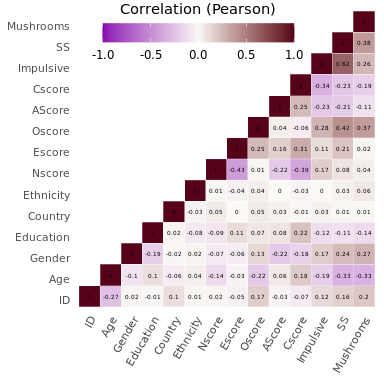 Correlation (Pearson)
-1.0 -0.5 0.0 0.5 1.0
Mushrooms
SS 0.38
Impulsive 0.62 0.26
Cscore -0.34 -0.23 -0.19
AScore 0.25 -0.23 -0.21 -0.11
Oscore 0.04 -0.06 0.28 0.42 0.37
Escore 0.25 0.16 0.31 0.11 0.21 0.02
Nscore -0.43 0.01 -0.22 -0.39 0.17 0.08 0.04
Ethnicity -0.01 -0.04 0.04 0 -0.03 0 0.03 0.06
Country -0.03 0.05 0 0.05 0.03 -0.01 -0.03 0.01 0.01
Education 0.02 -0.08 -0.09 0.11 0.07 0.08 0.22 -0.12 -0.11 -0.14
Gender -0.19 -0.02 0.02 -0.07 -0.06 0.13 -0.22 -0.18 0.17 0.24 0.27
Age -0.1 0.1 -0.06 0.04 -0.14 -0.03 -0.22 0.06 0.18 -0.19 -0.33 -0.33
ID -0.27 0.02 -0.01 0.1 0.01 0.02 -0.05 0.17 -0.03 -0.07 0.12 0.16 0.2
ID Age Gender Education Country Ethnicity Nscore Escore Oscore AScore Cscore Impulsive SS Mushrooms